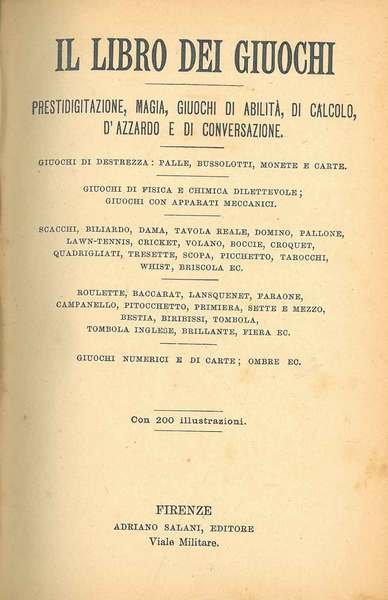 IL LIBRO DEI GIUOCHI
PRESTIDIGITAZIONE, MAGIA, GIUOCHI DI ABILITÀ, DI CALCOLO,
D'AZZARDO E DI CONVERSAZIONE.
GIUOCHI DI DESTREZZA: PALLE, BUSSOLOTTI, MONETE E CARTE.
GIUOCHI DI FISICA E CHIMICA DILETTEVOLE;
GIUOCHI CON APPARATI MECCANICI.
SCACCHI, BILIARDO, DAMA, TAVOLA REALE, DOMINO, PALLONE,
LAWN-TENNIS, CRICKET, VOLANO, BOCCIE, CROQUET,
QUADRIGLIATI, TRESETTE, SCOPA, PICCHETTO, TAROCCHI,
WHIST, BRISCOLA EC.
ROULETTE, BACCARAT, LANSQUENET, FARAONE,
CAMPANELLO, PITOCCHETTO, PRIMIERA, SETTE E MEZZO,
BESTIA, BIRIBISSI, TOMBOLA,
TOMBOLA INGLESE, BRILLANTE, FIERA EC.
GIUOCHI NUMERICI E DI CARTE; OMBRE EC.
Con 200 illustrazioni.
FIRENZE
ADRIANO SALANI, EDITORE
Viale Militare.